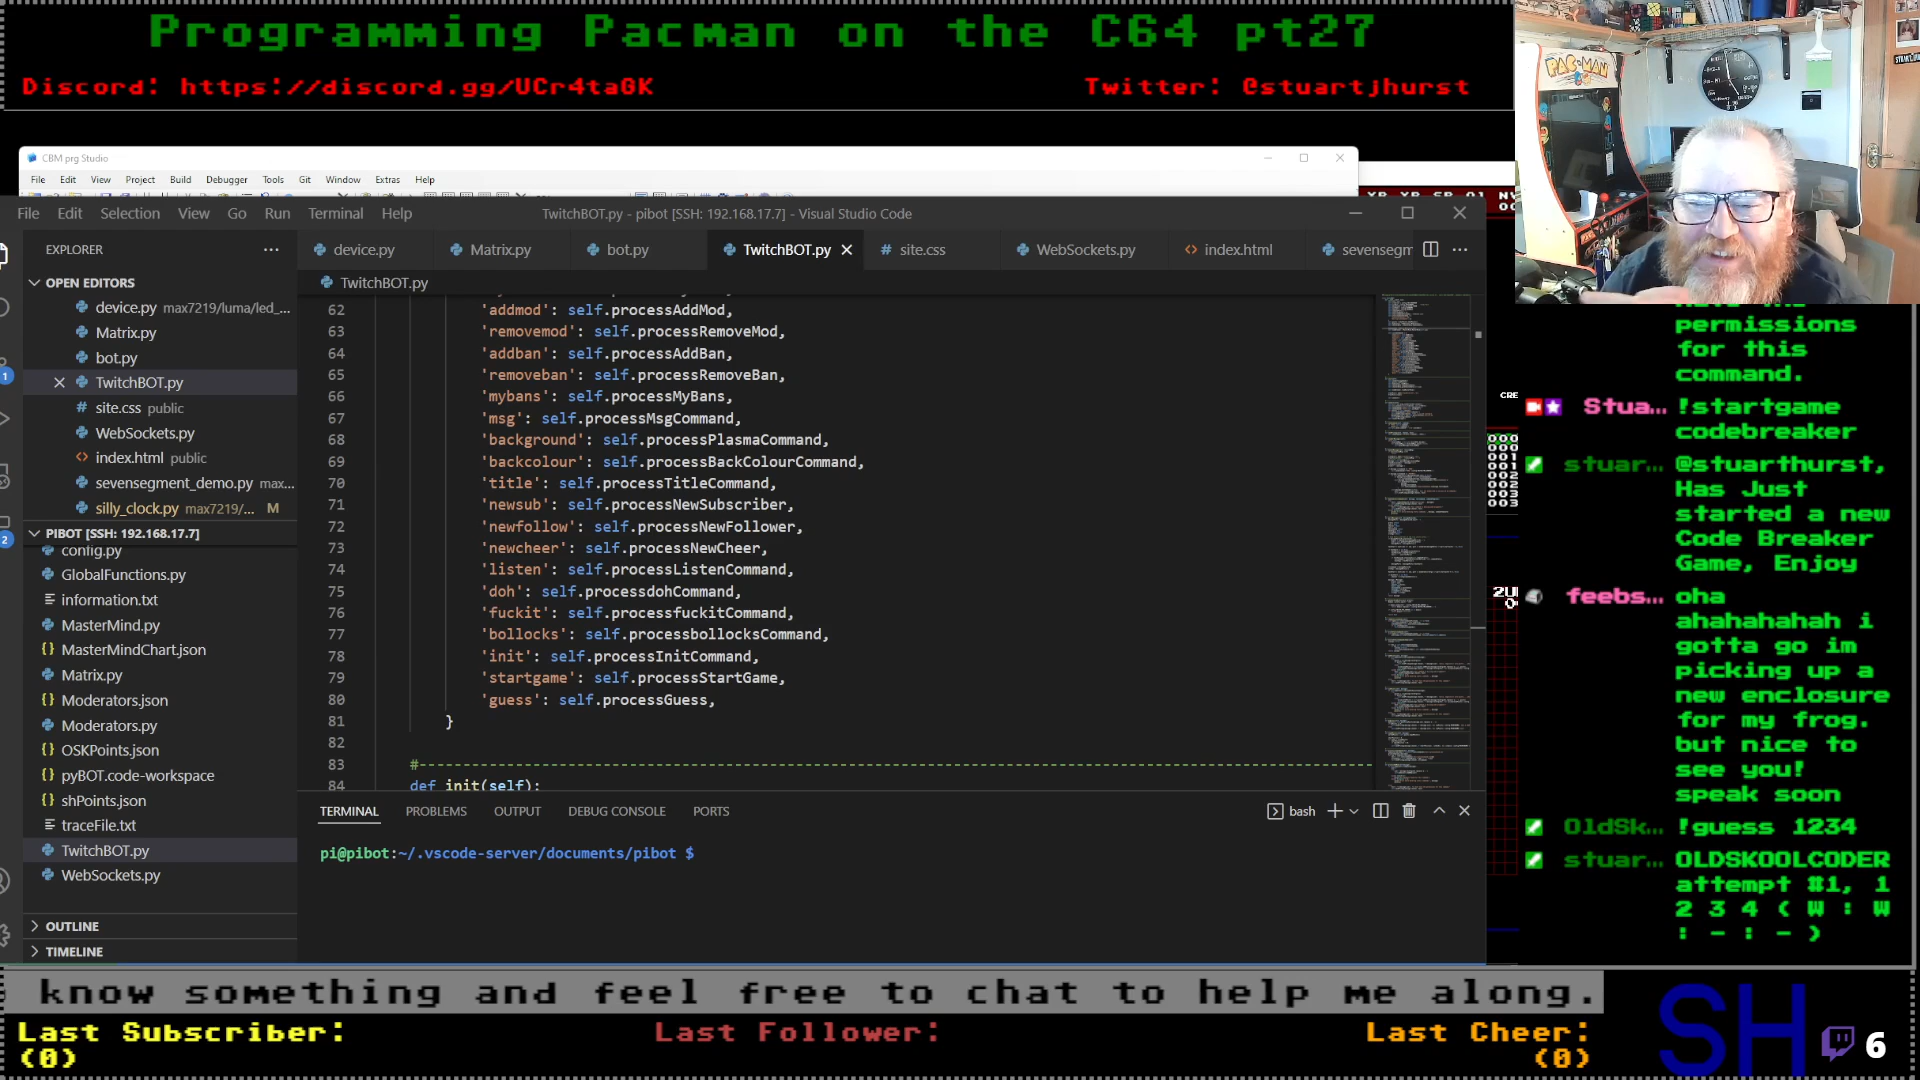 Programming Pacman on the C64 pt27
Discord: https://discord.gg/UCr4taGK
Twitter: @stuartjhurst
CBM prg Studio
File Edit View Project Build Debugger Tools Git Window Extras Help
File Edit Selection View Go Run Terminal Help
TwitchBOT.py - pibot [SSH: 192.168.17.7] - Visual Studio Code
EXPLORER
device.py
Matrix.py
bot.py
TwitchBOT.py
site.css
WebSockets.py
index.html
sevensegm
TwitchBOT.py
OPEN EDITORS
device.py max7219/luma/led_...
Matrix.py
bot.py
TwitchBOT.py
site.css public
WebSockets.py
index.html public
sevensegment_demo.py max...
silly_clock.py max7219/... M
PIBOT [SSH: 192.168.17.7]
config.py
GlobalFunctions.py
information.txt
MasterMind.py
MasterMindChart.json
Matrix.py
Moderators.json
Moderators.py
OSKPoints.json
pyBOT.code-workspace
shPoints.json
traceFile.txt
TwitchBOT.py
WebSockets.py
OUTLINE
TIMELINE
1
2
62 'addmod': self.processAddMod,
63 'removemod': self.processRemoveMod,
64 'addban': self.processAddBan,
65 'removeban': self.processRemoveBan,
66 'mybans': self.processMyBans,
67 'msg': self.processMsgCommand,
68 'background': self.processPlasmaCommand,
69 'backcolour': self.processBackColourCommand,
70 'title': self.processTitleCommand,
71 'newsub': self.processNewSubscriber,
72 'newfollow': self.processNewFollower,
73 'newcheer': self.processNewCheer,
74 'listen': self.processListenCommand,
75 'doh': self.processdohCommand,
76 'fuckit': self.processfuckitCommand,
77 'bollocks': self.processbollocksCommand,
78 'init': self.processInitCommand,
79 'startgame': self.processStartGame,
80 'guess': self.processGuess,
81 }
82
83 #------------------------------------------------------------
84 def init(self):
TERMINAL PROBLEMS OUTPUT DEBUG CONSOLE PORTS
bash
pi@pibot:~/.vscode-server/documents/pibot $
CRE
000
000
001
002
002
003
003
PAC-MAN
permissions
for this
command.
Stua... !startgame
codebreaker
stuar... @stuarthurst,
Has Just
started a new
Code Breaker
Game, Enjoy
feebs... oha
ahahahahah i
gotta go im
picking up a
new enclosure
for my frog.
but nice to
see you!
speak soon
OldSk... !guess 1234
stuar... OLDSKOOLCODER
attempt #1, 1
2 3 4 ( W : W
: - : - )
know something and feel free to chat to help me along.
Last Subscriber:
(0)
Last Follower:
Last Cheer:
(0)
SH
6